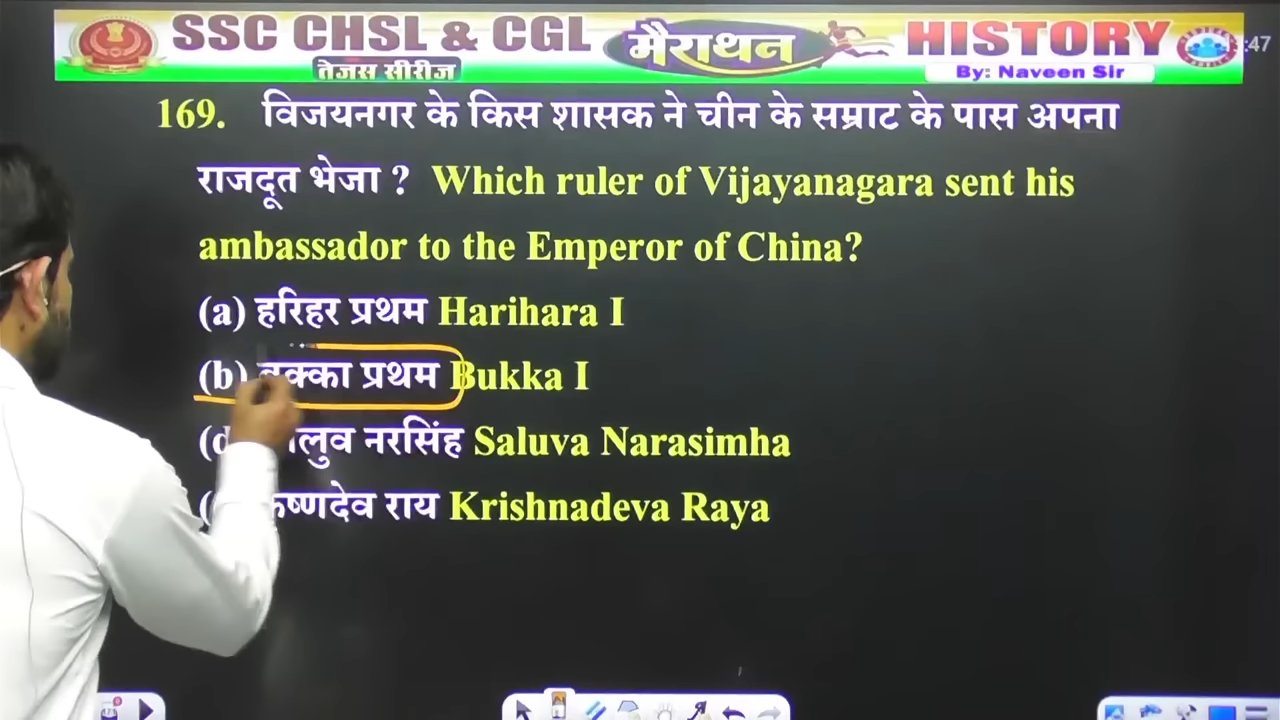 SSC CHSL & CGL मैराथन HISTORY :47
तेजस सीरीज By: Naveen Sir
169. विजयनगर के किस शासक ने चीन के सम्राट के पास अपना
राजदूत भेजा ? Which ruler of Vijayanagara sent his
ambassador to the Emperor of China?
(a) हरिहर प्रथम Harihara I
(b) प्रथम Bukka I
(d नरसिंह Saluva Narasimha
राय Krishnadeva Raya